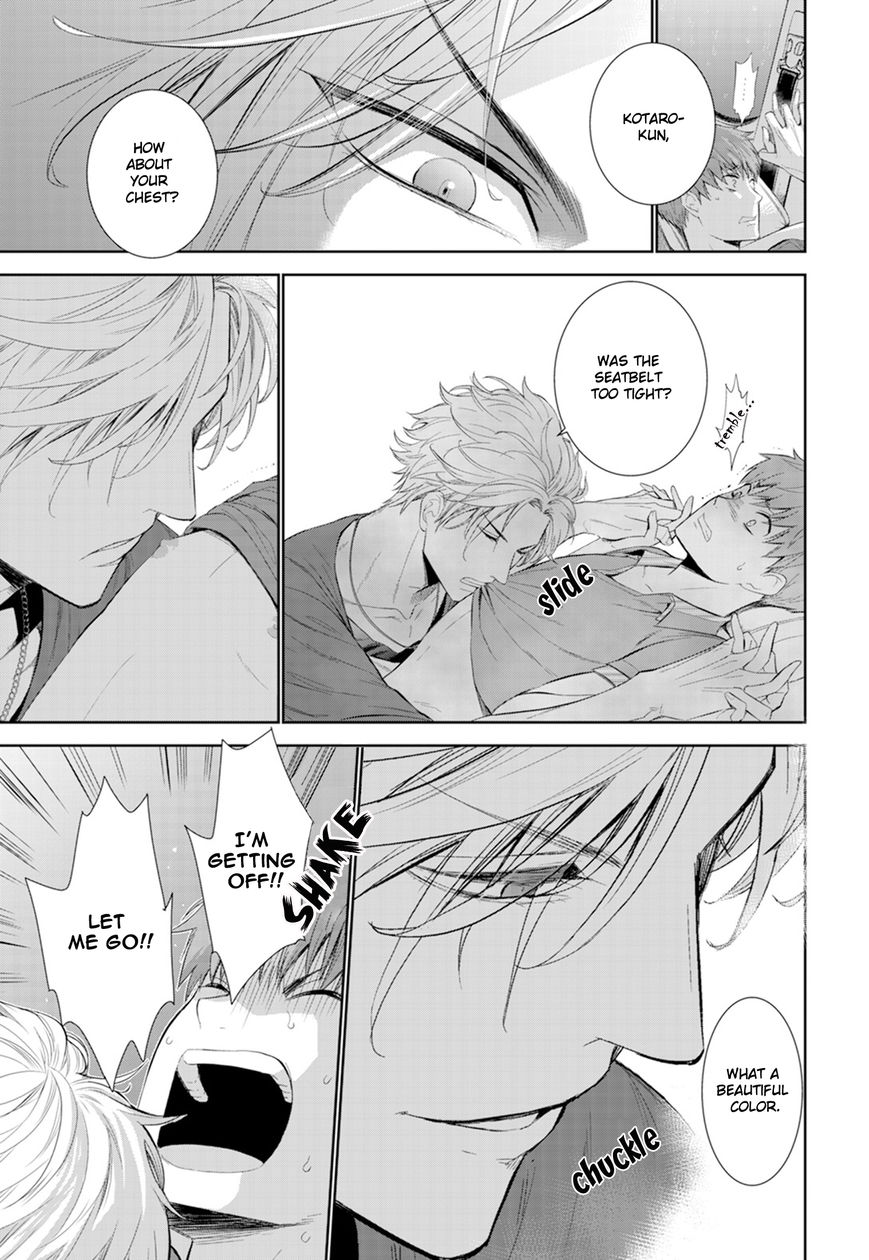 KOTARO-
KUN,
HOW
ABOUT
YOUR
CHEST?
WAS THE
SEATBELT
TOO TIGHT?
tremble...
slide
WHAT A
BEAUTIFUL
COLOR.
chuckle
I'M
GETTING
OFF!!
SHAKE
LET
ME GO!!